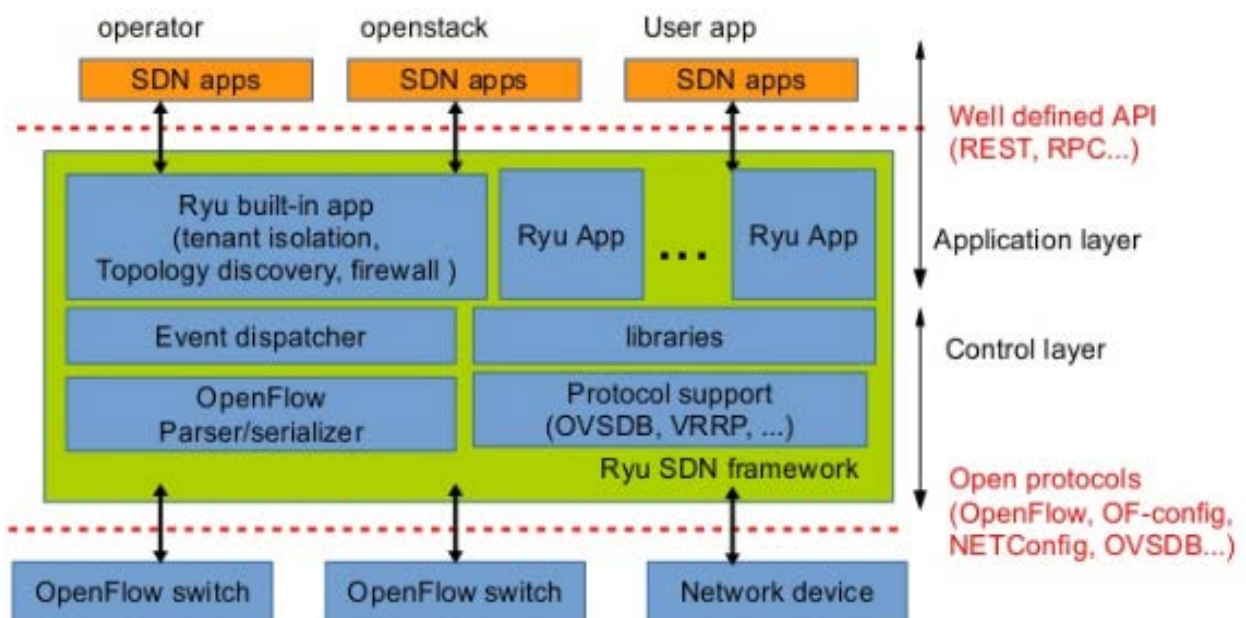 operator
openstack
User app
SDN apps
SDN apps
SDN apps
Well defined API
(REST, RPC...)
Ryu built-in app
(tenant isolation,
Topology discovery, firewall )
Ryu App
...
Ryu App
Application layer
Event dispatcher
libraries
Control layer
OpenFlow
Parser/serializer
Protocol support
(OVSDB, VRRP, ...)
Ryu SDN framework
Open protocols
(OpenFlow, OF-config,
NETConfig, OVSDB...)
OpenFlow switch
OpenFlow switch
Network device